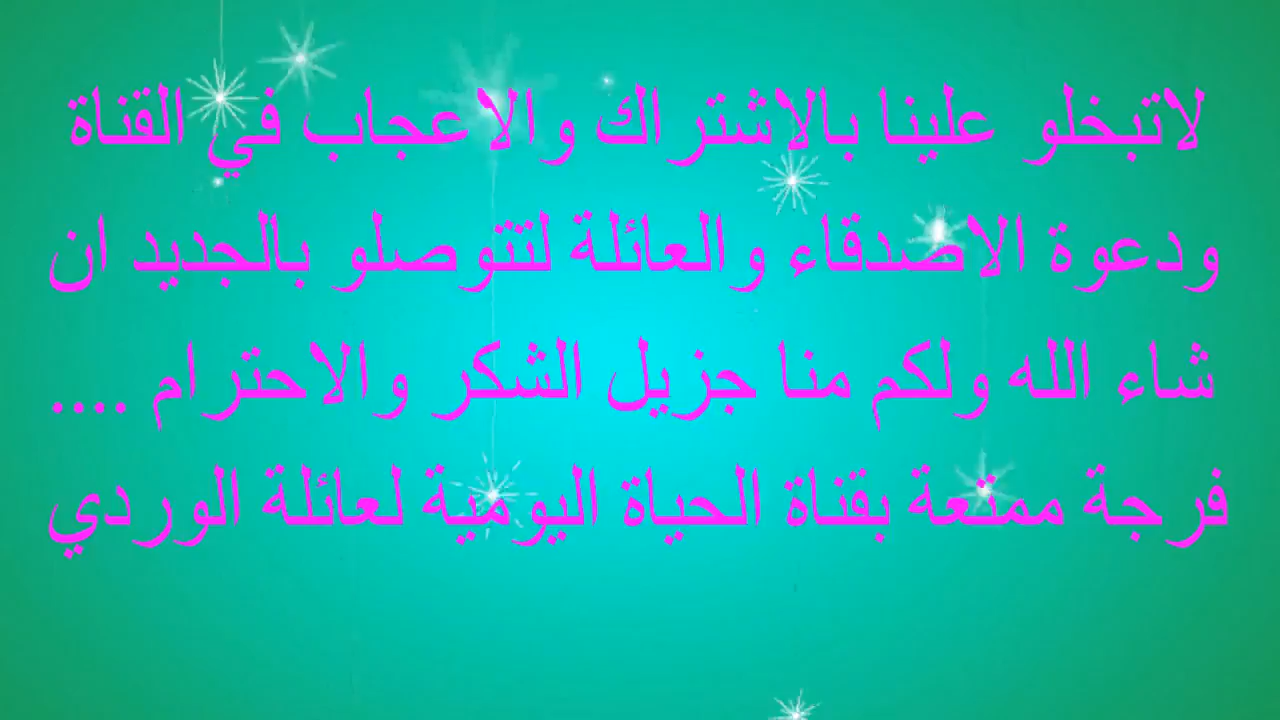 لاتبخلو علينا بالاشتراك والاعجاب في القناة
ودعوة الاصدقاء والعائلة لتتوصلو بالجديد ان
شاء الله ولكم منا جزيل الشكر والاحترام ....
فرجة ممتعة بقناة الحياة اليومية لعائلة الوردي